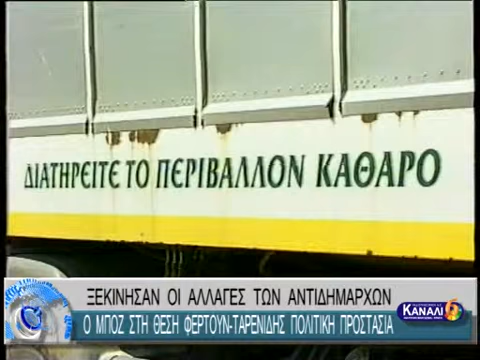 ΔΙΑΤΗΡΕΙΤΕ ΤΟ ΠΕΡΙΒΑΛΛΟΝ ΚΑΘΑΡΟ
ΞΕΚΙΝΗΣΑΝ ΟΙ ΑΛΛΑΓΕΣ ΤΩΝ ΑΝΤΙΔΗΜΑΡΧΩΝ
Ο ΜΠΟΖ ΣΤΗ ΘΕΣΗ ΦΕΡΤΟΥΝ-ΤΑΡΕΝΙΔΗΣ ΠΟΛΙΤΙΚΗ ΠΡΟΣΤΑΣΙΑ
ΚΑΝΑΛΙ 6